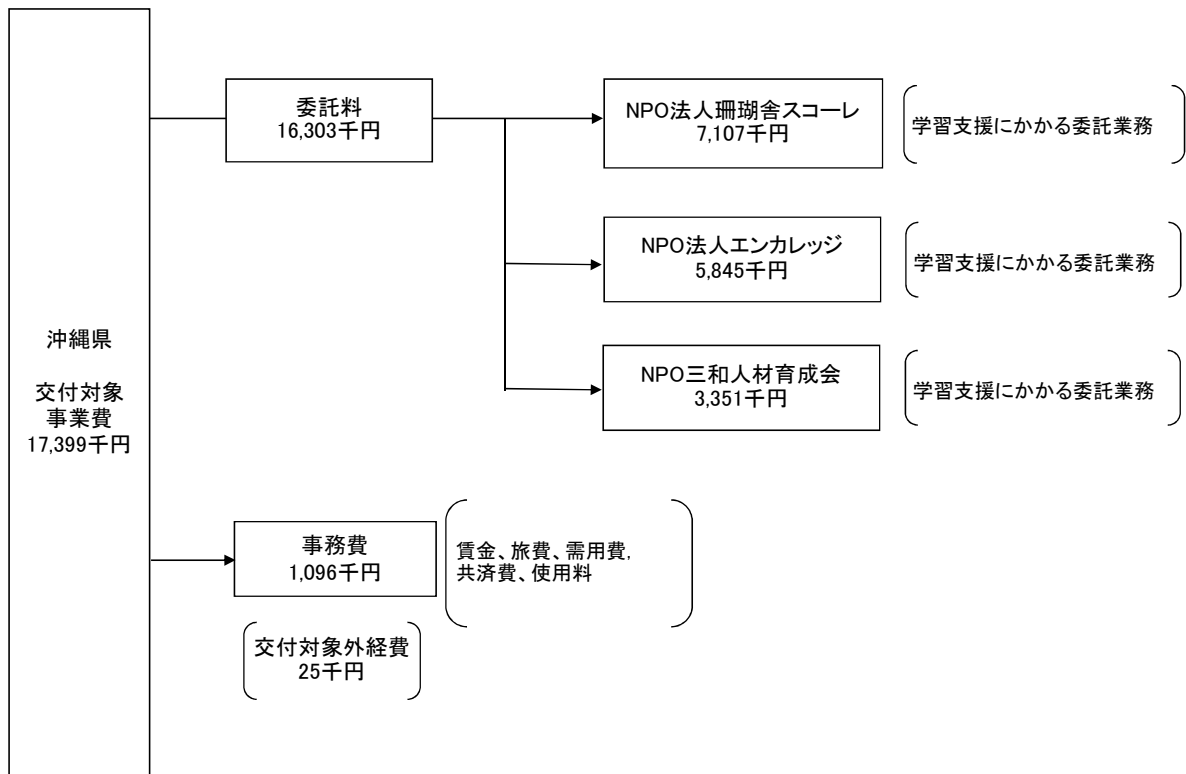 沖縄県
交付対象
事業費
17,399千円
委託料
16,303千円
NPO法人珊瑚舎スコーレ
7,107千円
学習支援にかかる委託業務
NPO法人エンカレッジ
5,845千円
学習支援にかかる委託業務
NPO三和人材育成会
3,351千円
学習支援にかかる委託業務
事務費
1,096千円
賃金、旅費、需用費,
共済費、使用料
交付対象外経費
25千円